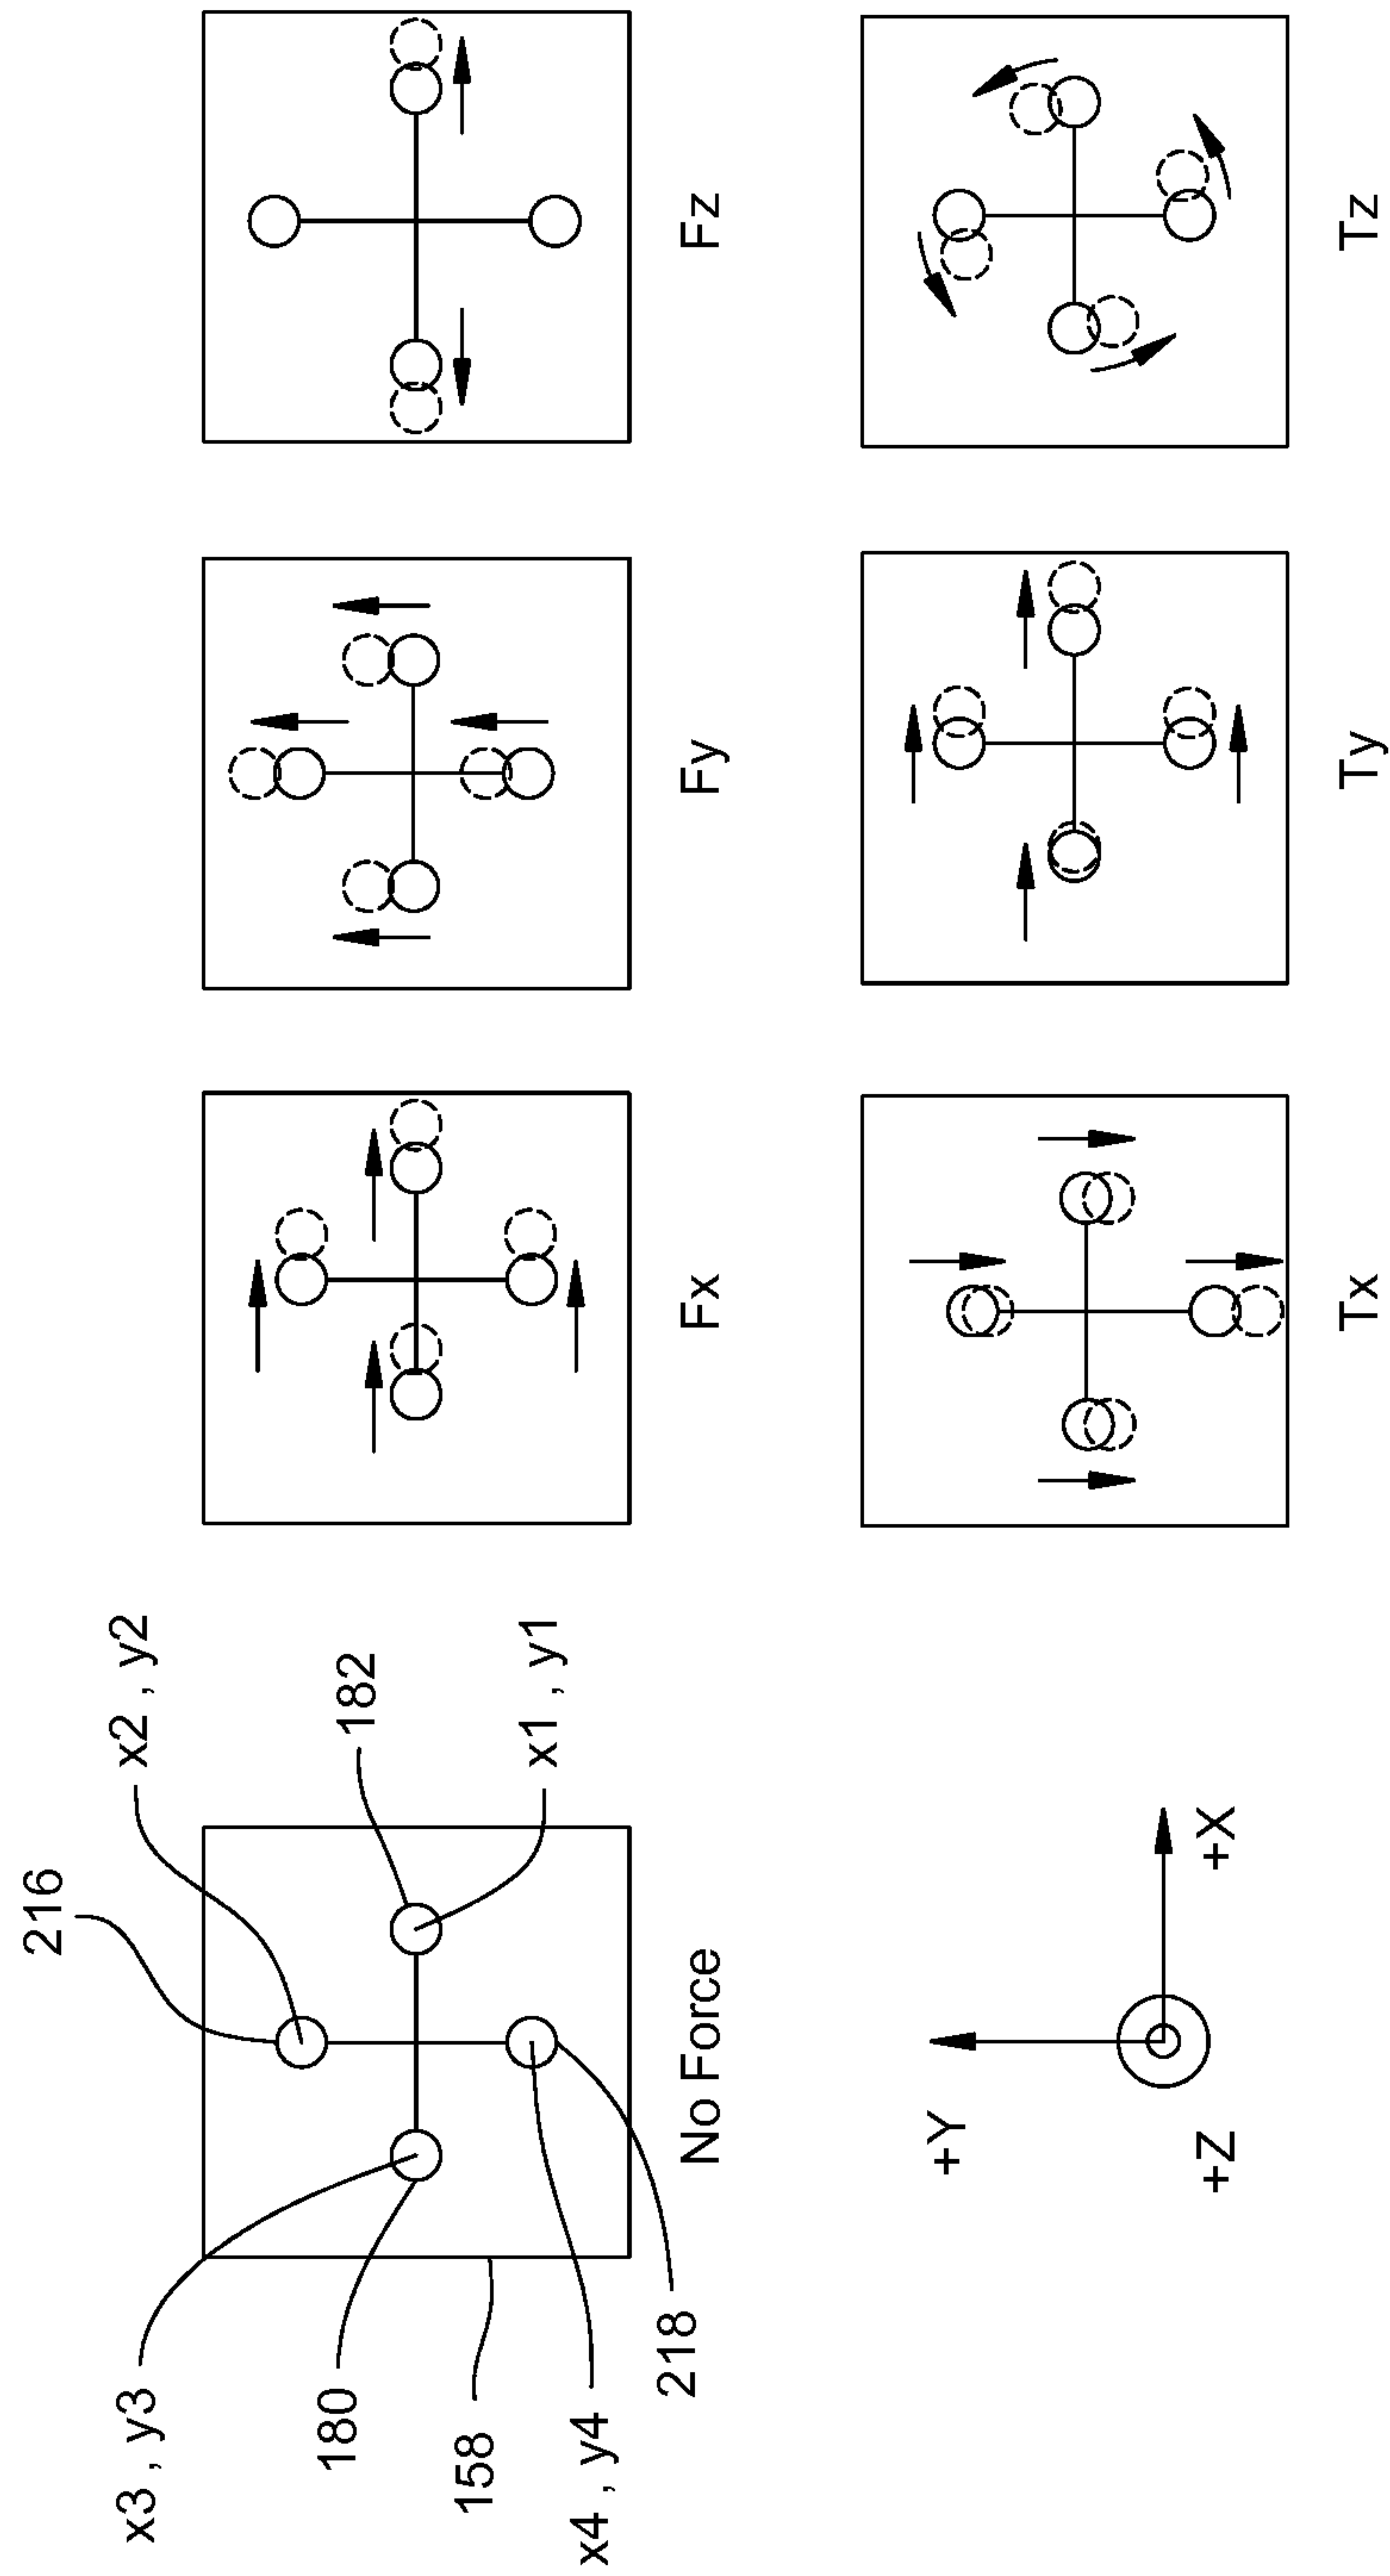 216
x2 , y2
x3 , y3
182
180
x1 , y1
158
x4 , y4
218
No Force
Fx
Fy
Fz
+Y
+Z
+X
Tx
Ty
Tz